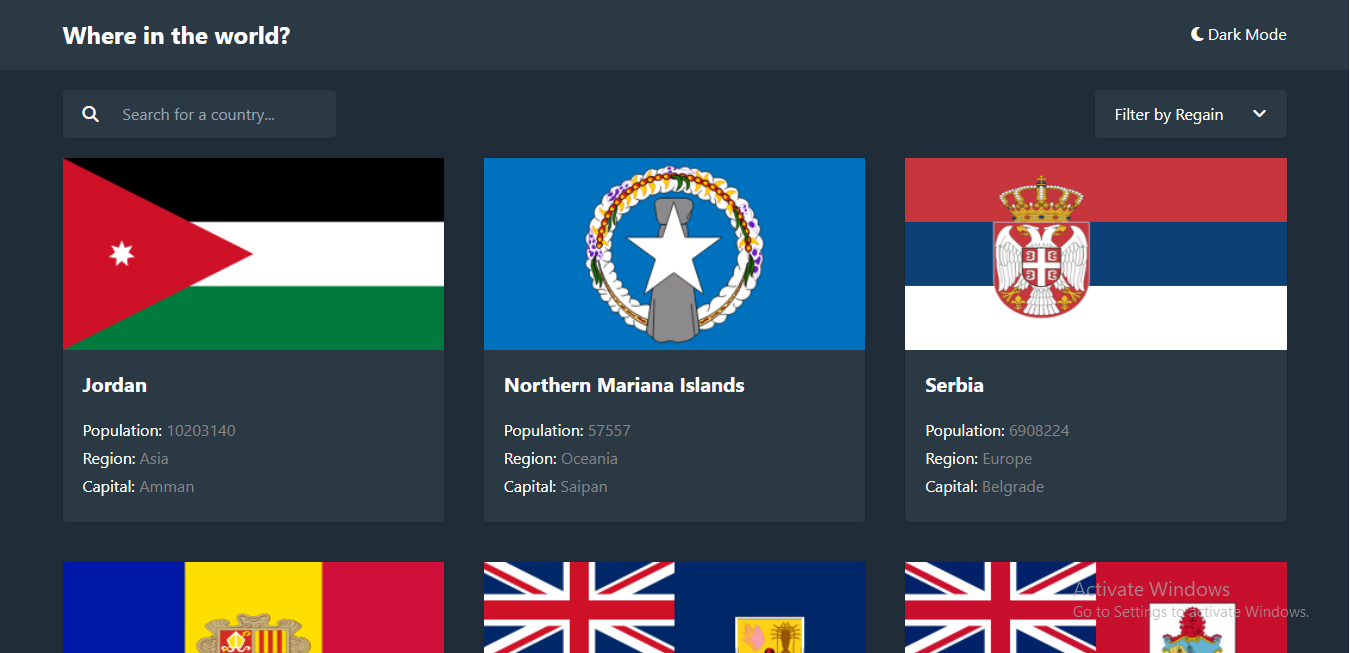 Where in the world?
Dark Mode
Search for a country...
Filter by Regain
Jordan
Population: 10203140
Region: Asia
Capital: Amman
Northern Mariana Islands
Population: 57557
Region: Oceania
Capital: Saipan
Serbia
Population: 6908224
Region: Europe
Capital: Belgrade
Activate Windows
Go to Settings to activate Windows.